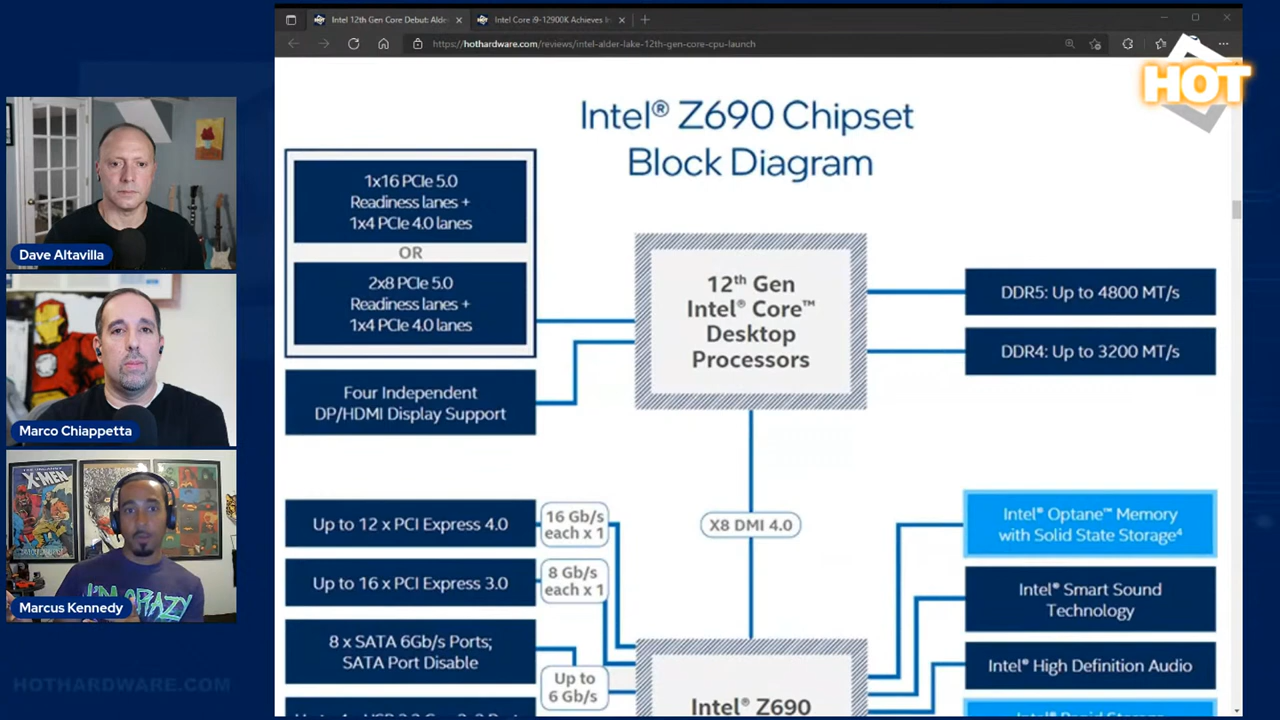 Intel 12th Gen Core Debut: Alder
Intel Core i9-12900K Achieves In
https://hothardware.com/reviews/intel-alder-lake-12th-gen-core-cpu-launch
HOT
Intel® Z690 Chipset
Block Diagram
1x16 PCIe 5.0
Readiness lanes +
1x4 PCIe 4.0 lanes
OR
2x8 PCIe 5.0
Readiness lanes +
1x4 PCIe 4.0 lanes
Four Independent
DP/HDMI Display Support
12th Gen
Intel® Core™
Desktop
Processors
DDR5: Up to 4800 MT/s
DDR4: Up to 3200 MT/s
X8 DMI 4.0
Up to 12 x PCI Express 4.0
16 Gb/s
each x 1
Up to 16 x PCI Express 3.0
8 Gb/s
each x 1
8 x SATA 6Gb/s Ports;
SATA Port Disable
Up to
6 Gb/s
Intel® Z690
Intel® Optane™ Memory
with Solid State Storage⁴
Intel® Smart Sound
Technology
Intel® High Definition Audio
Dave Altavilla
Marco Chiappetta
X-MEN
I'M CRAZY
Marcus Kennedy
HOTHARDWARE.COM